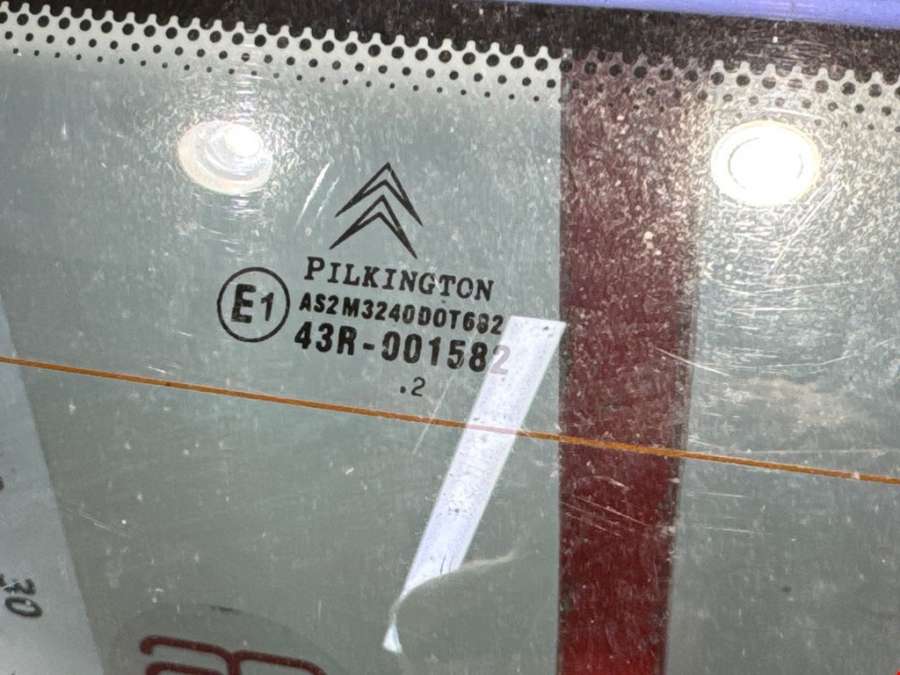 PILKINGTON
E1
AS2M3240DOT682
43R-001582
.2